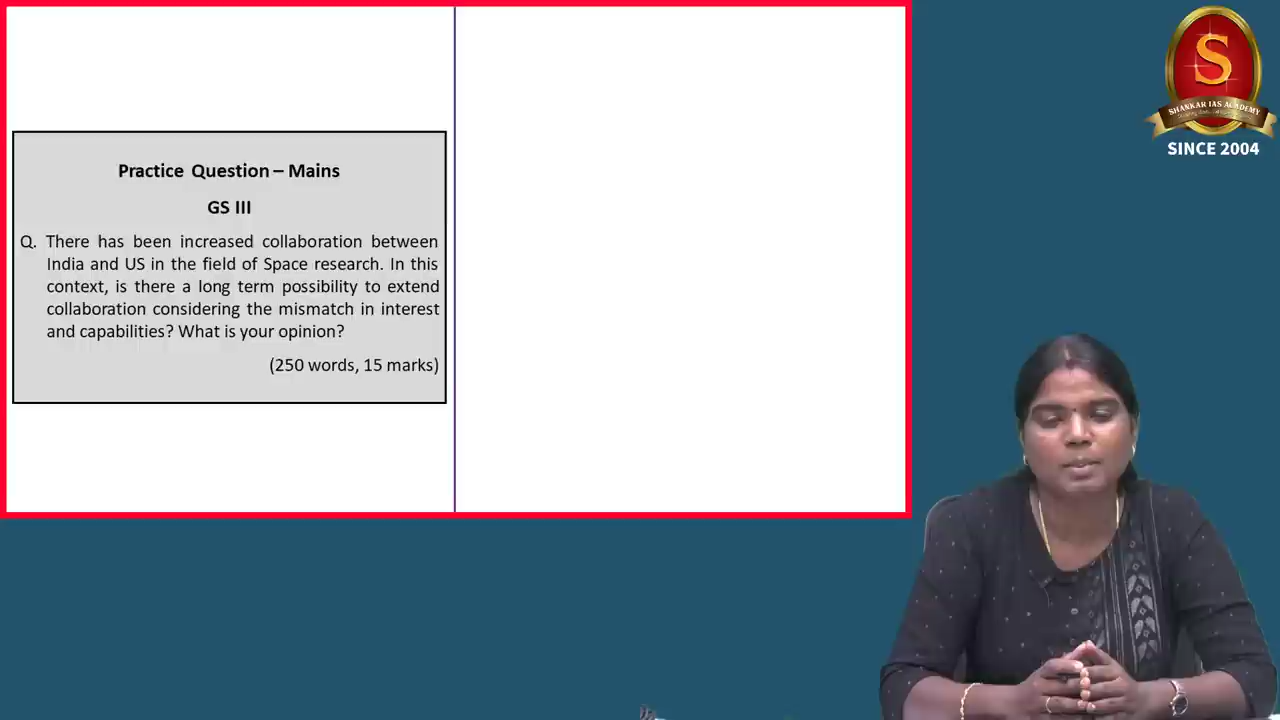 Practice Question – Mains
GS III
Q. There has been increased collaboration between
India and US in the field of Space research. In this
context, is there a long term possibility to extend
collaboration considering the mismatch in interest
and capabilities? What is your opinion?
(250 words, 15 marks)
S
SHANKAR IAS ACADEMY
SINCE 2004